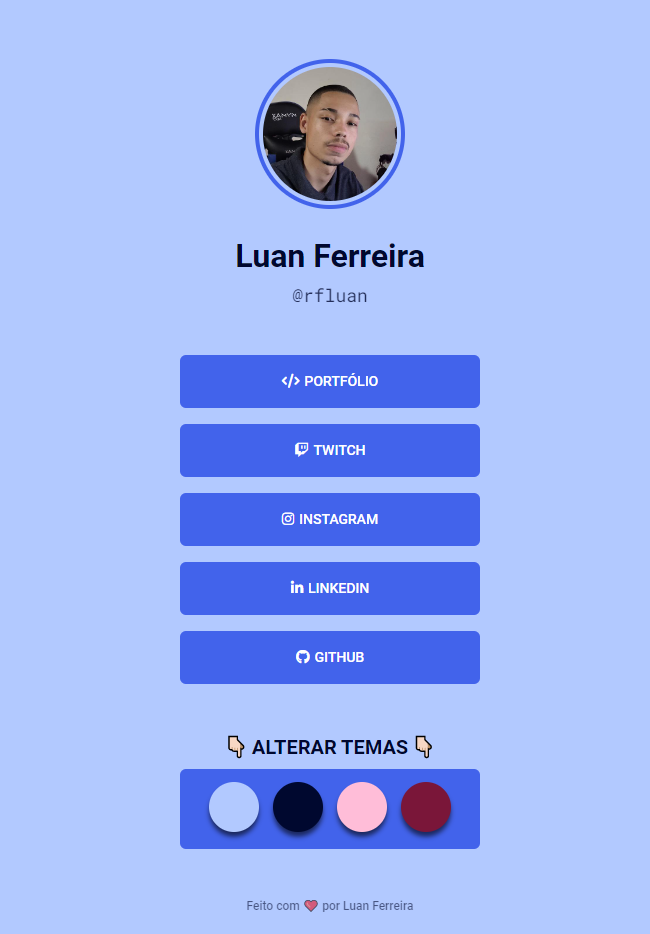 Luan Ferreira
@rfluan
PORTFÓLIO
TWITCH
INSTAGRAM
LINKEDIN
GITHUB
👇🏻 ALTERAR TEMAS 👇🏻
Feito com ❤️ por Luan Ferreira